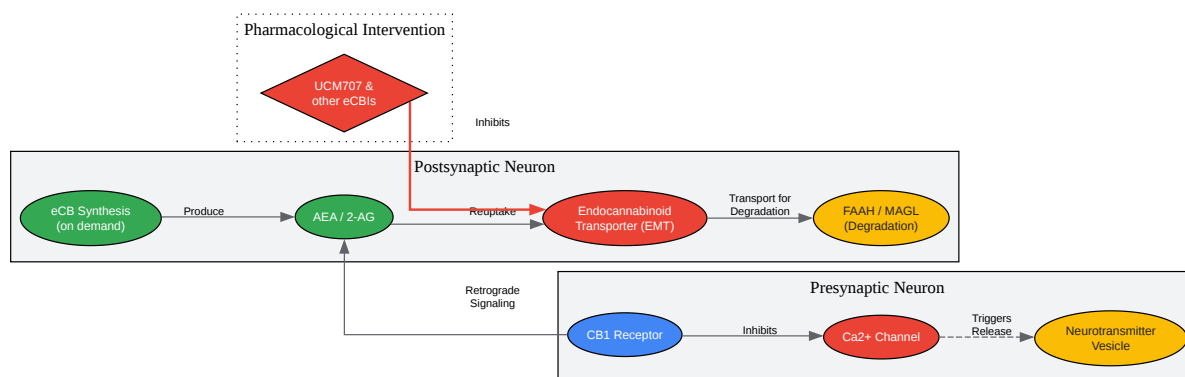 Pharmacological Intervention
UCM707 &
other eCBIs
Inhibits
Postsynaptic Neuron
eCB Synthesis
(on demand)
Produce
AEA / 2-AG
Reuptake
Endocannabinoid
Transporter (EMT)
Transport for
Degradation
FAAH / MAGL
(Degradation)
Retrograde
Signaling
Presynaptic Neuron
CB1 Receptor
Inhibits
Ca2+ Channel
Triggers
Release
Neurotransmitter
Vesicle